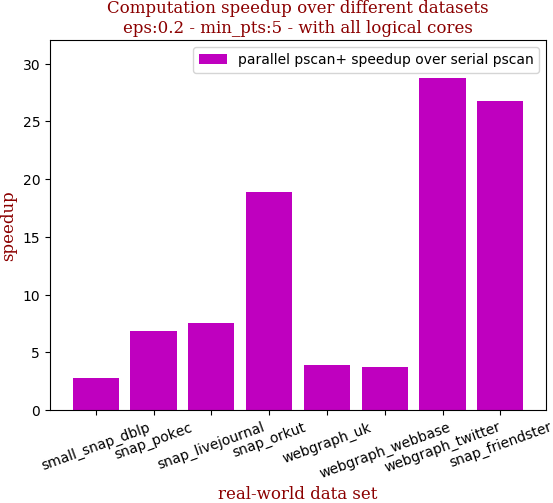 Computation speedup over different datasets
eps:0.2 - min_pts:5 - with all logical cores
parallel pscan+ speedup over serial pscan
speedup
30
25
20
15
10
5
0
small_snap_dblp
snap_pokec
snap_livejournal
snap_orkut
webgraph_uk
webgraph_webbase
webgraph_twitter
snap_friendster
real-world data set